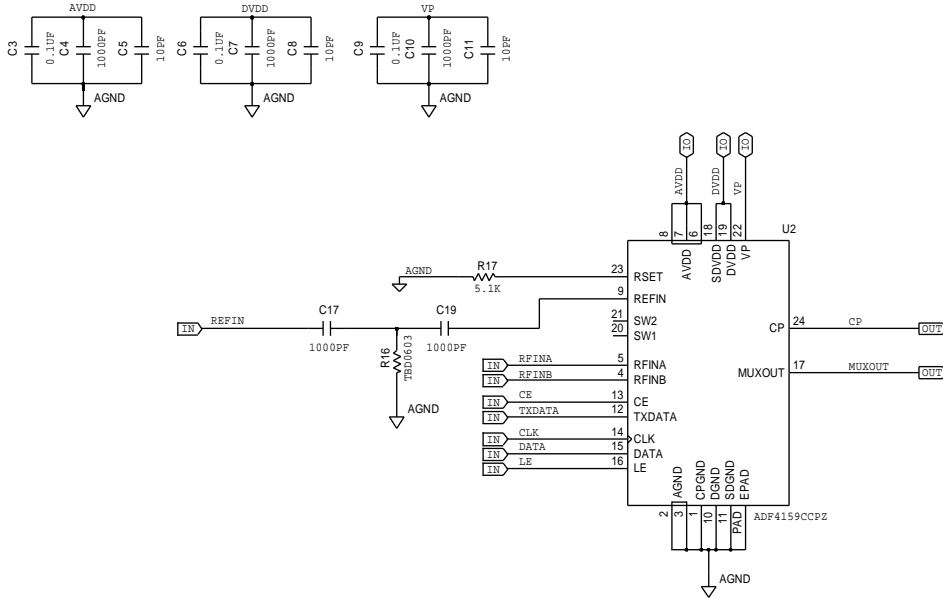 AVDD
C3
0.1UF
C4
1000PF
C5
10PF
AGND
DVDD
C6
0.1UF
C7
1000PF
C8
10PF
AGND
VP
C9
0.1UF
C10
1000PF
C11
10PF
AGND
IO
IO
IO
AVDD
DVDD
VP
8
7
6
18
19
22
U2
AVDD
SDVDD
DVDD
VP
AGND
R17
5.1K
23
RSET
9
REFIN
IN
REFIN
C17
1000PF
C19
1000PF
R16
TBD0603
AGND
21
SW2
20
SW1
CP
24
CP
OUT
IN
RFINA
5
RFINA
IN
RFINB
4
RFINB
MUXOUT
17
MUXOUT
OUT
IN
CE
13
CE
IN
TXDATA
12
TXDATA
IN
CLK
14
CLK
IN
DATA
15
DATA
IN
LE
16
LE
AGND
CPGND
DGND
SDGND
EPAD
2
3
1
10
11
PAD
ADF4159CCPZ
AGND